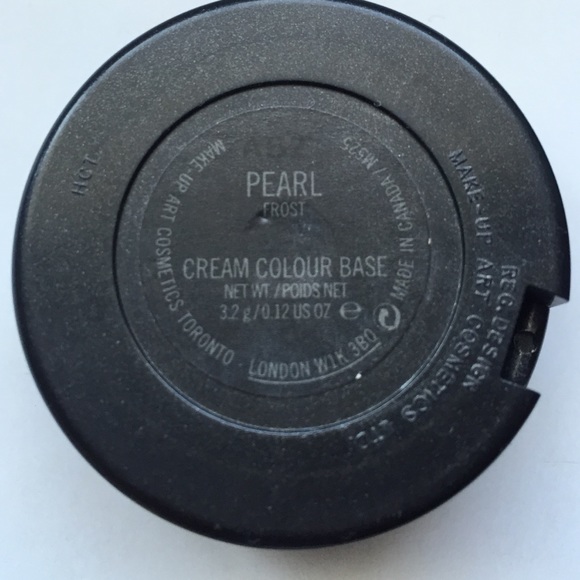 PEARL
FROST
CREAM COLOUR BASE
NET WT / POIDS NET
3.2 g / 0.12 US OZ e
MAKE-UP ART COSMETICS TORONTO · LONDON W1K 3BQ
MADE IN CANADA / M525
MAKE-UP ART COSMETICS LTD.
REG. DESIGN